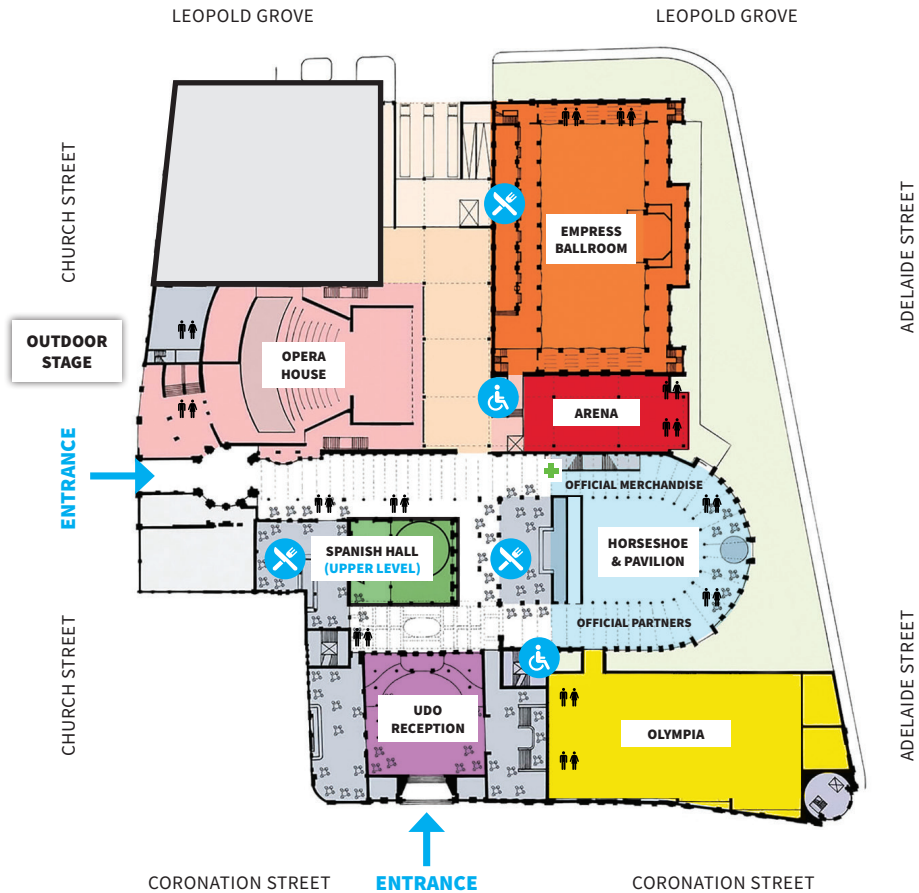 LEOPOLD GROVE
LEOPOLD GROVE
CHURCH STREET
ADELAIDE STREET
EMPRESS
BALLROOM
OUTDOOR
STAGE
OPERA
HOUSE
ARENA
ENTRANCE
OFFICIAL MERCHANDISE
SPANISH HALL
(UPPER LEVEL)
HORSESHOE
& PAVILION
OFFICIAL PARTNERS
CHURCH STREET
ADELAIDE STREET
UDO
RECEPTION
OLYMPIA
CORONATION STREET
ENTRANCE
CORONATION STREET